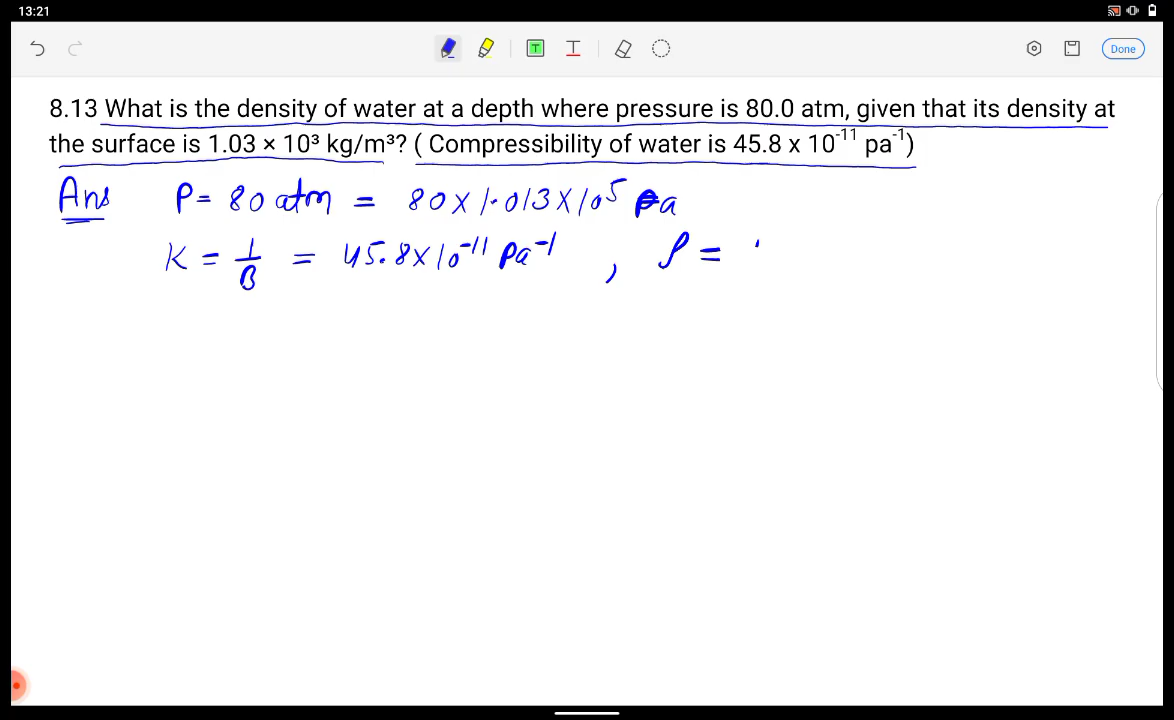 13:21
T T Done
8.13 What is the density of water at a depth where pressure is 80.0 atm, given that its density at
the surface is 1.03 × 10³ kg/m³? ( Compressibility of water is 45.8 x 10⁻¹¹ pa⁻¹)
Ans P= 80 atm = 80 X 1.013 X 10⁵ Pa
K = 1/B = 45.8X10⁻¹¹ Pa⁻¹ , ρ =